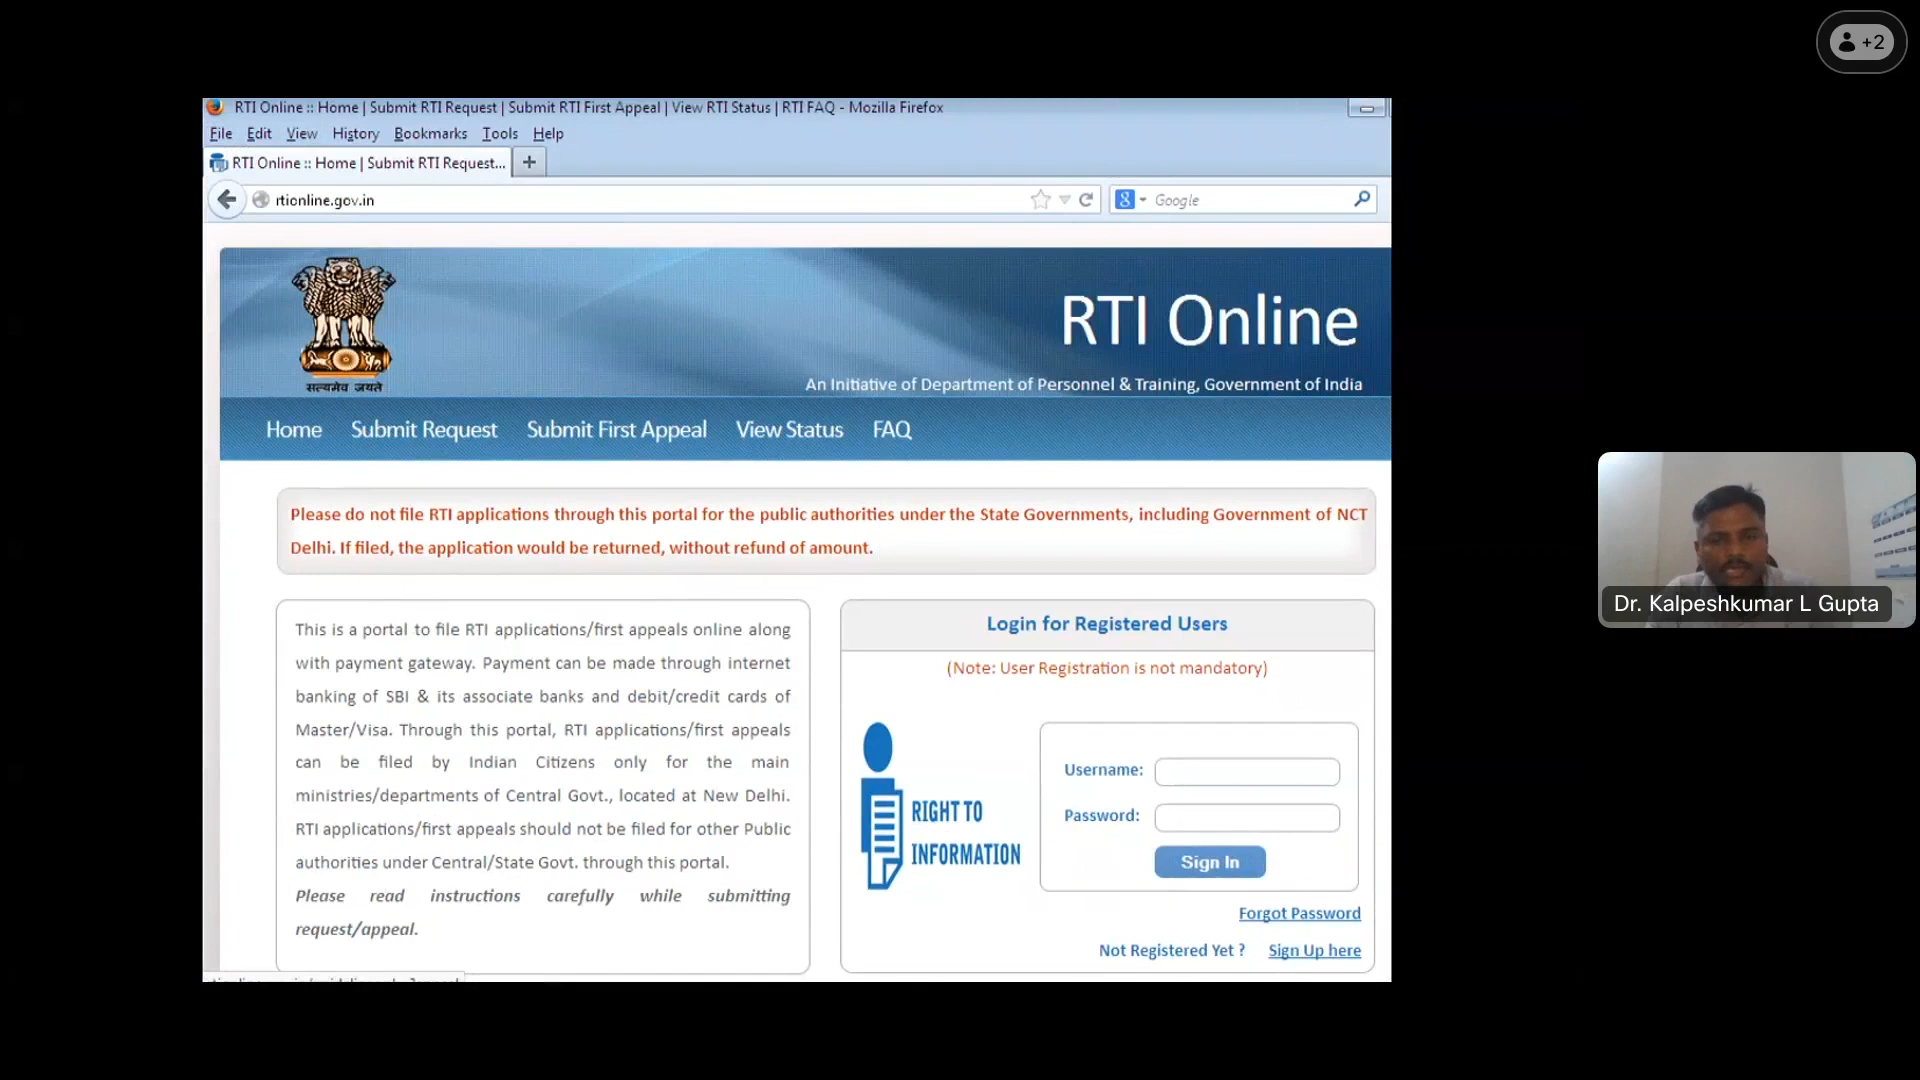 +2
RTI Online :: Home | Submit RTI Request | Submit RTI First Appeal | View RTI Status | RTI FAQ - Mozilla Firefox
File Edit View History Bookmarks Tools Help
RTI Online :: Home | Submit RTI Request... +
rtionline.gov.in
8 Google
सत्यमेव जयते
RTI Online
An Initiative of Department of Personnel & Training, Government of India
Home Submit Request Submit First Appeal View Status FAQ
Please do not file RTI applications through this portal for the public authorities under the State Governments, including Government of NCT
Delhi. If filed, the application would be returned, without refund of amount.
This is a portal to file RTI applications/first appeals online along
with payment gateway. Payment can be made through internet
banking of SBI & its associate banks and debit/credit cards of
Master/Visa. Through this portal, RTI applications/first appeals
can be filed by Indian Citizens only for the main
ministries/departments of Central Govt., located at New Delhi.
RTI applications/first appeals should not be filed for other Public
authorities under Central/State Govt. through this portal.
Please read instructions carefully while submitting
request/appeal.
Login for Registered Users
(Note: User Registration is not mandatory)
RIGHT TO
INFORMATION
Username:
Password:
Sign In
Forgot Password
Not Registered Yet ? Sign Up here
Dr. Kalpeshkumar L Gupta